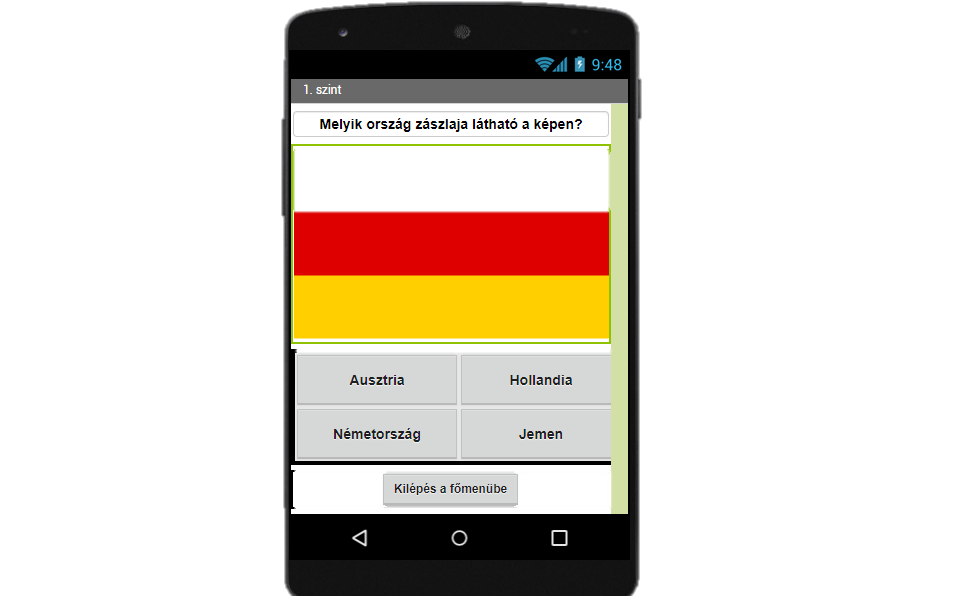 9:48
1. szint
Melyik ország zászlaja látható a képen?
Ausztria
Hollandia
Németország
Jemen
Kilépés a főmenübe